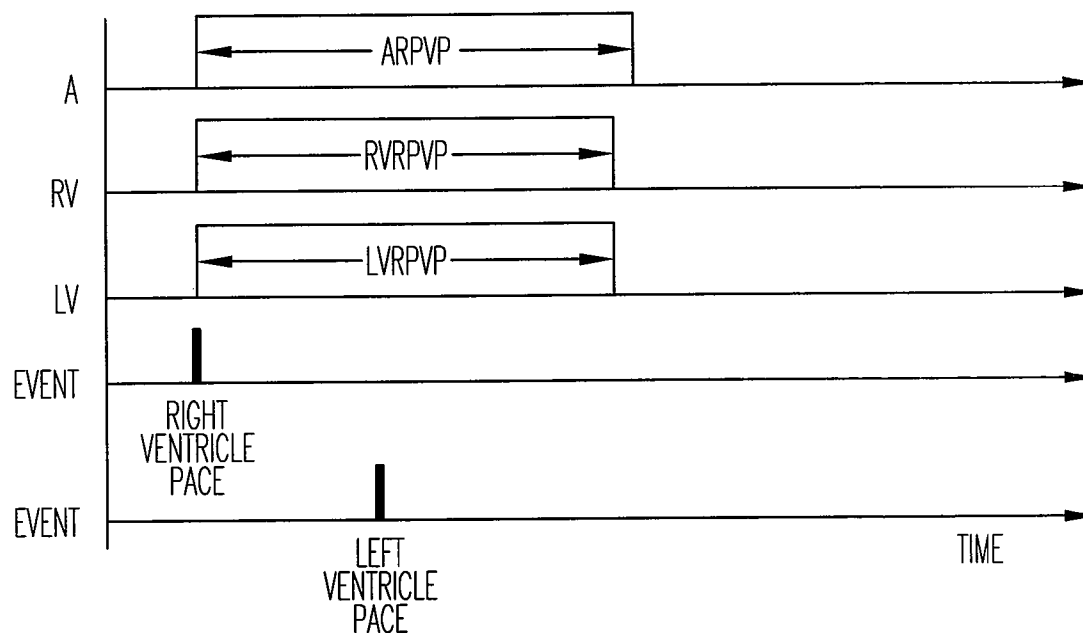 ARPVP
A
RVRPVP
RV
LVRPVP
LV
EVENT
RIGHT
VENTRICLE
PACE
EVENT
TIME
LEFT
VENTRICLE
PACE